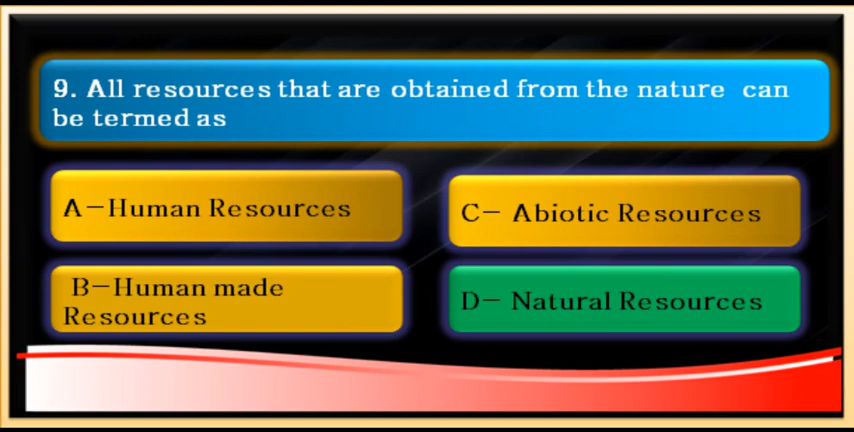 9. All resources that are obtained from the nature can
be termed as
A-Human Resources
C- Abiotic Resources
B-Human made
Resources
D- Natural Resources